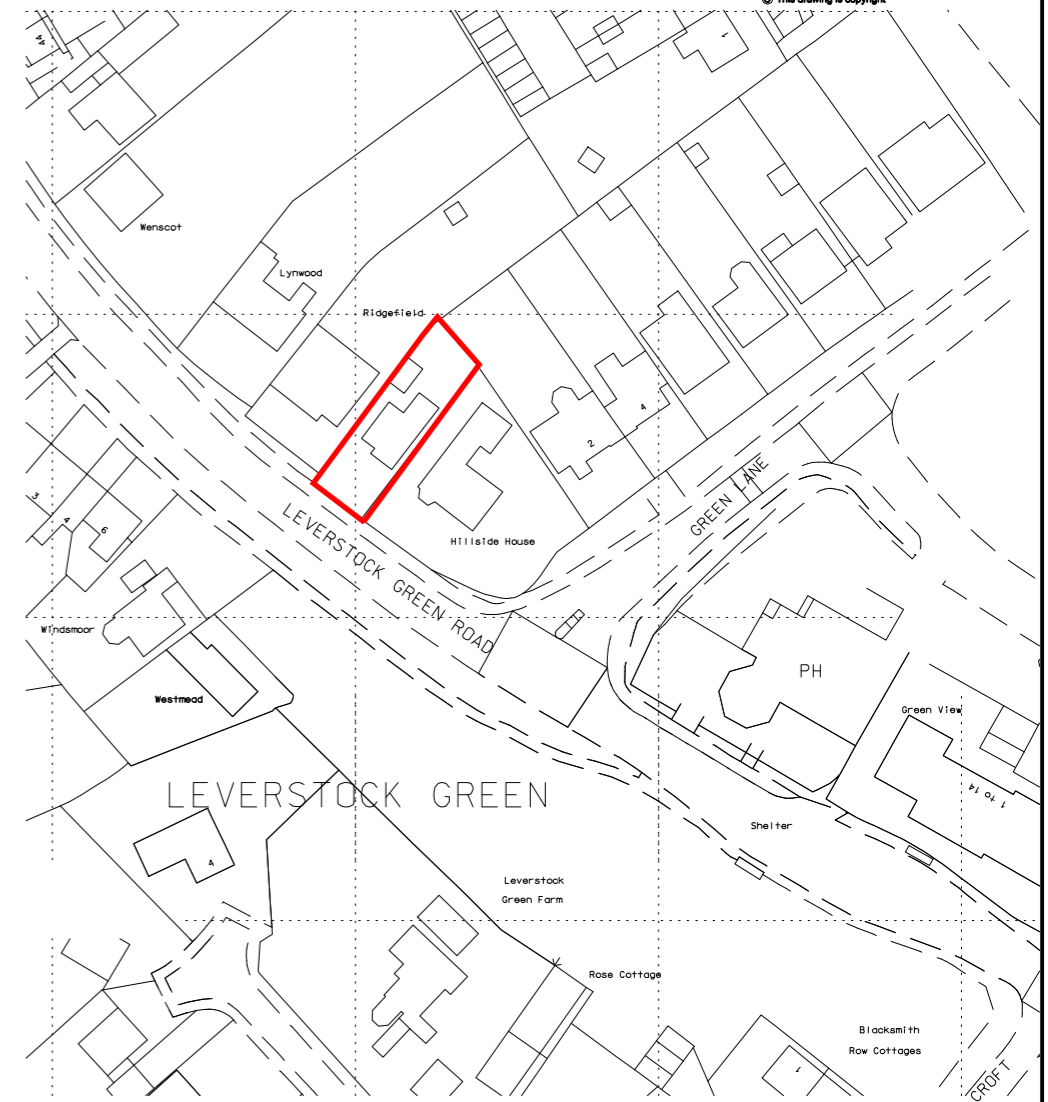 © This drawing is copyright
44
1
Wenscot
Lynwood
Ridgefield
4
2
3
4
6
GREEN LANE
LEVERSTOCK GREEN ROAD
Hillside House
Windsmoor
PH
Westmead
Green View
LEVERSTOCK GREEN
1 to 14
Shelter
4
Leverstock
Green Farm
Rose Cottage
Blacksmith
Row Cottages
1
CROFT